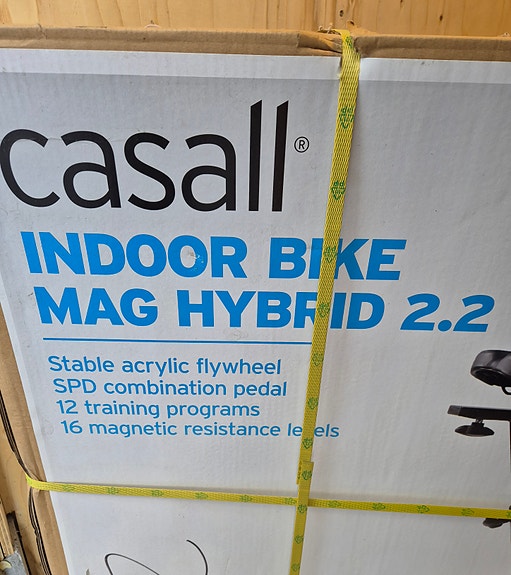 casall®
INDOOR BIKE
MAG HYBRID 2.2
Stable acrylic flywheel
SPD combination pedal
12 training programs
16 magnetic resistance levels